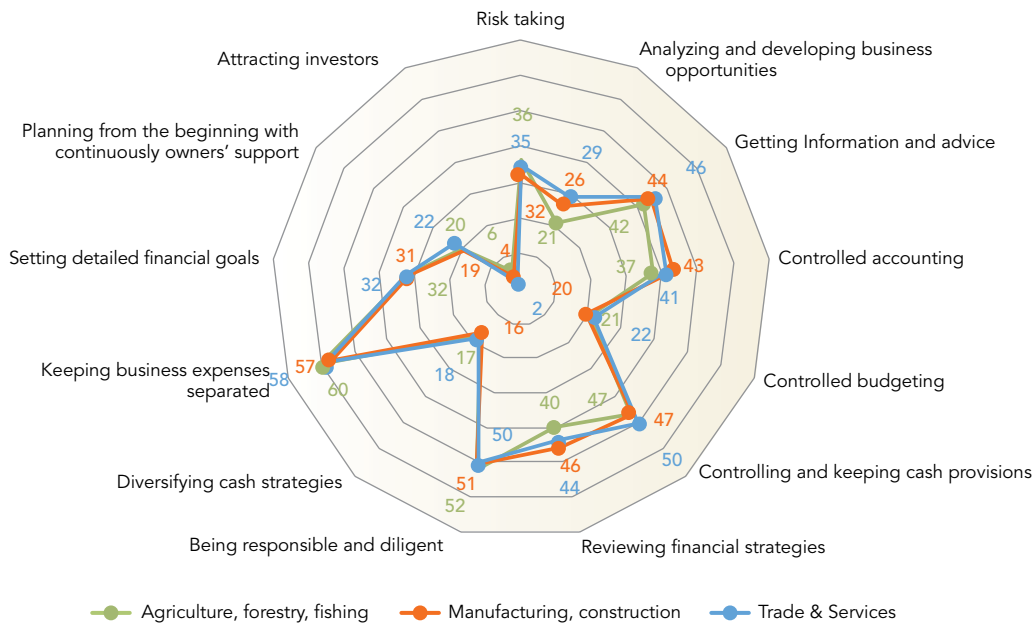 Risk taking
Attracting investors
Analyzing and developing business
opportunities
Planning from the beginning with
continuously owners' support
Getting Information and advice
36
35
29
46
26
44
22
20
6
32
21
42
31
19
4
37
43
Setting detailed financial goals
Controlled accounting
32
32
20
41
2
21
16
22
17
57
18
Keeping business expenses
separated
58
60
Controlled budgeting
40
47
47
50
46
50
51
44
52
Diversifying cash strategies
Controlling and keeping cash provisions
Being responsible and diligent
Reviewing financial strategies
Agriculture, forestry, fishing
Manufacturing, construction
Trade & Services